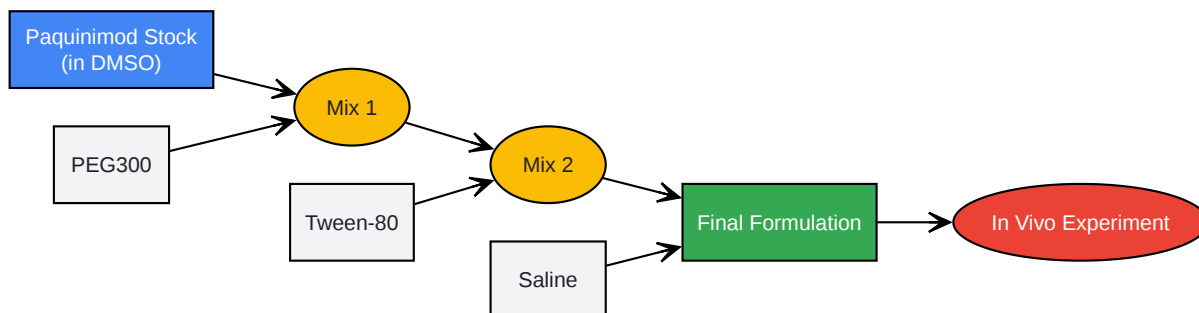 Paquinimod Stock
(in DMSO)
PEG300
Mix 1
Tween-80
Mix 2
Saline
Final Formulation
In Vivo Experiment